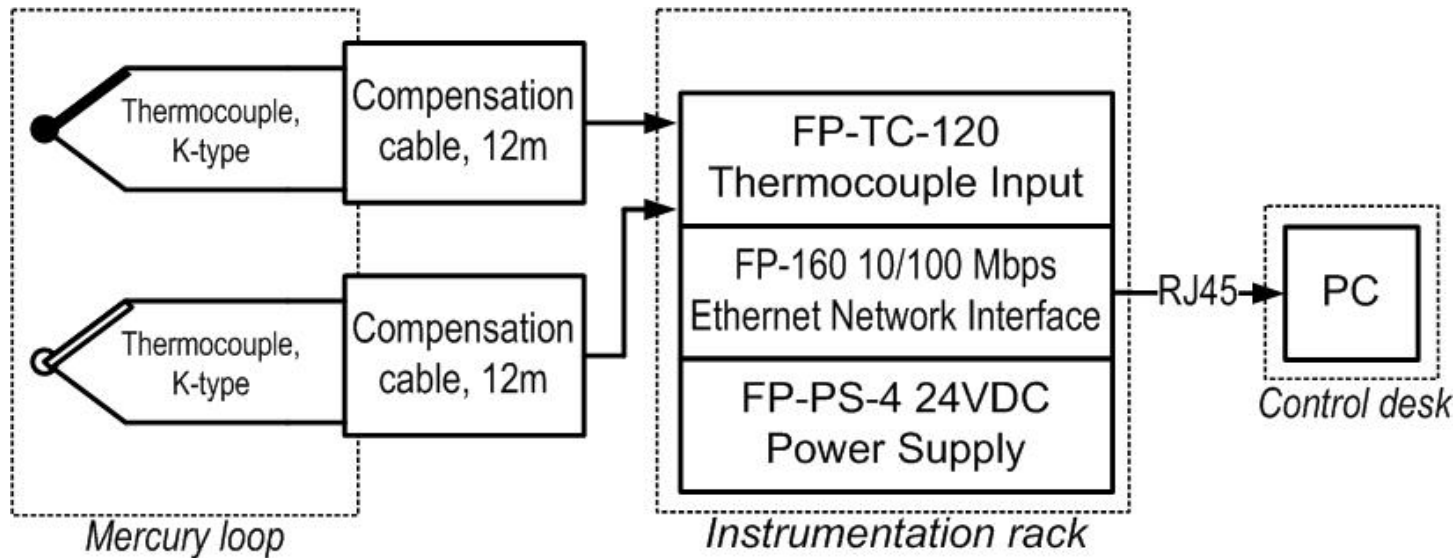 Thermocouple,
K-type
Compensation
cable, 12m
Thermocouple,
K-type
Compensation
cable, 12m
Mercury loop
FP-TC-120
Thermocouple Input
FP-160 10/100 Mbps
Ethernet Network Interface
FP-PS-4 24VDC
Power Supply
Instrumentation rack
RJ45
PC
Control desk